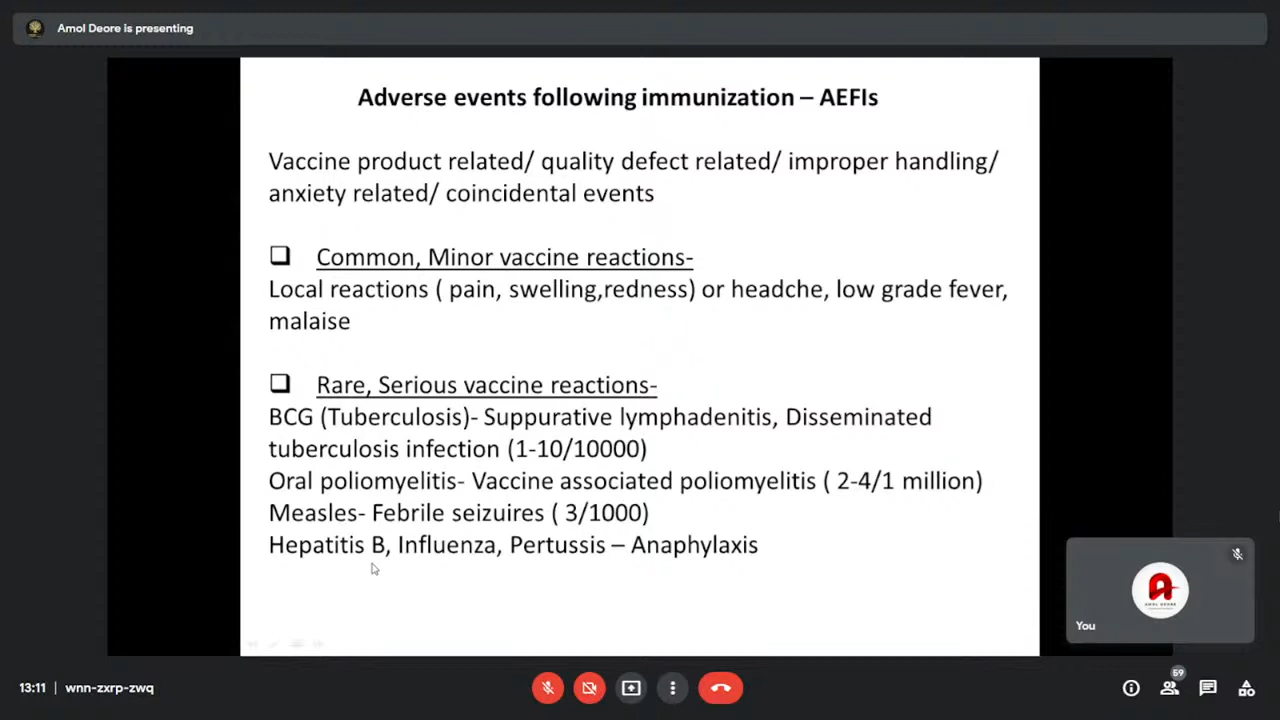 Amol Deore is presenting
Adverse events following immunization – AEFIs
Vaccine product related/ quality defect related/ improper handling/
anxiety related/ coincidental events
Common, Minor vaccine reactions-
Local reactions ( pain, swelling,redness) or headche, low grade fever,
malaise
Rare, Serious vaccine reactions-
BCG (Tuberculosis)- Suppurative lymphadenitis, Disseminated
tuberculosis infection (1-10/10000)
Oral poliomyelitis- Vaccine associated poliomyelitis ( 2-4/1 million)
Measles- Febrile seizuires ( 3/1000)
Hepatitis B, Influenza, Pertussis – Anaphylaxis
AMOL DEORE
You
13:11 | wnn-zxrp-zwq
59